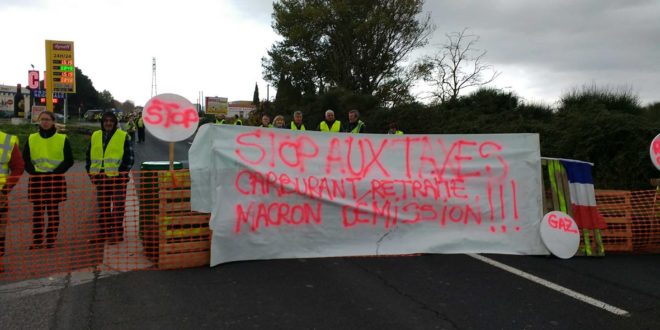 STOP
STOP AUX TAXES
CARBURANT RETRAITE
MACRON DÉMISSION !!!
GAZ